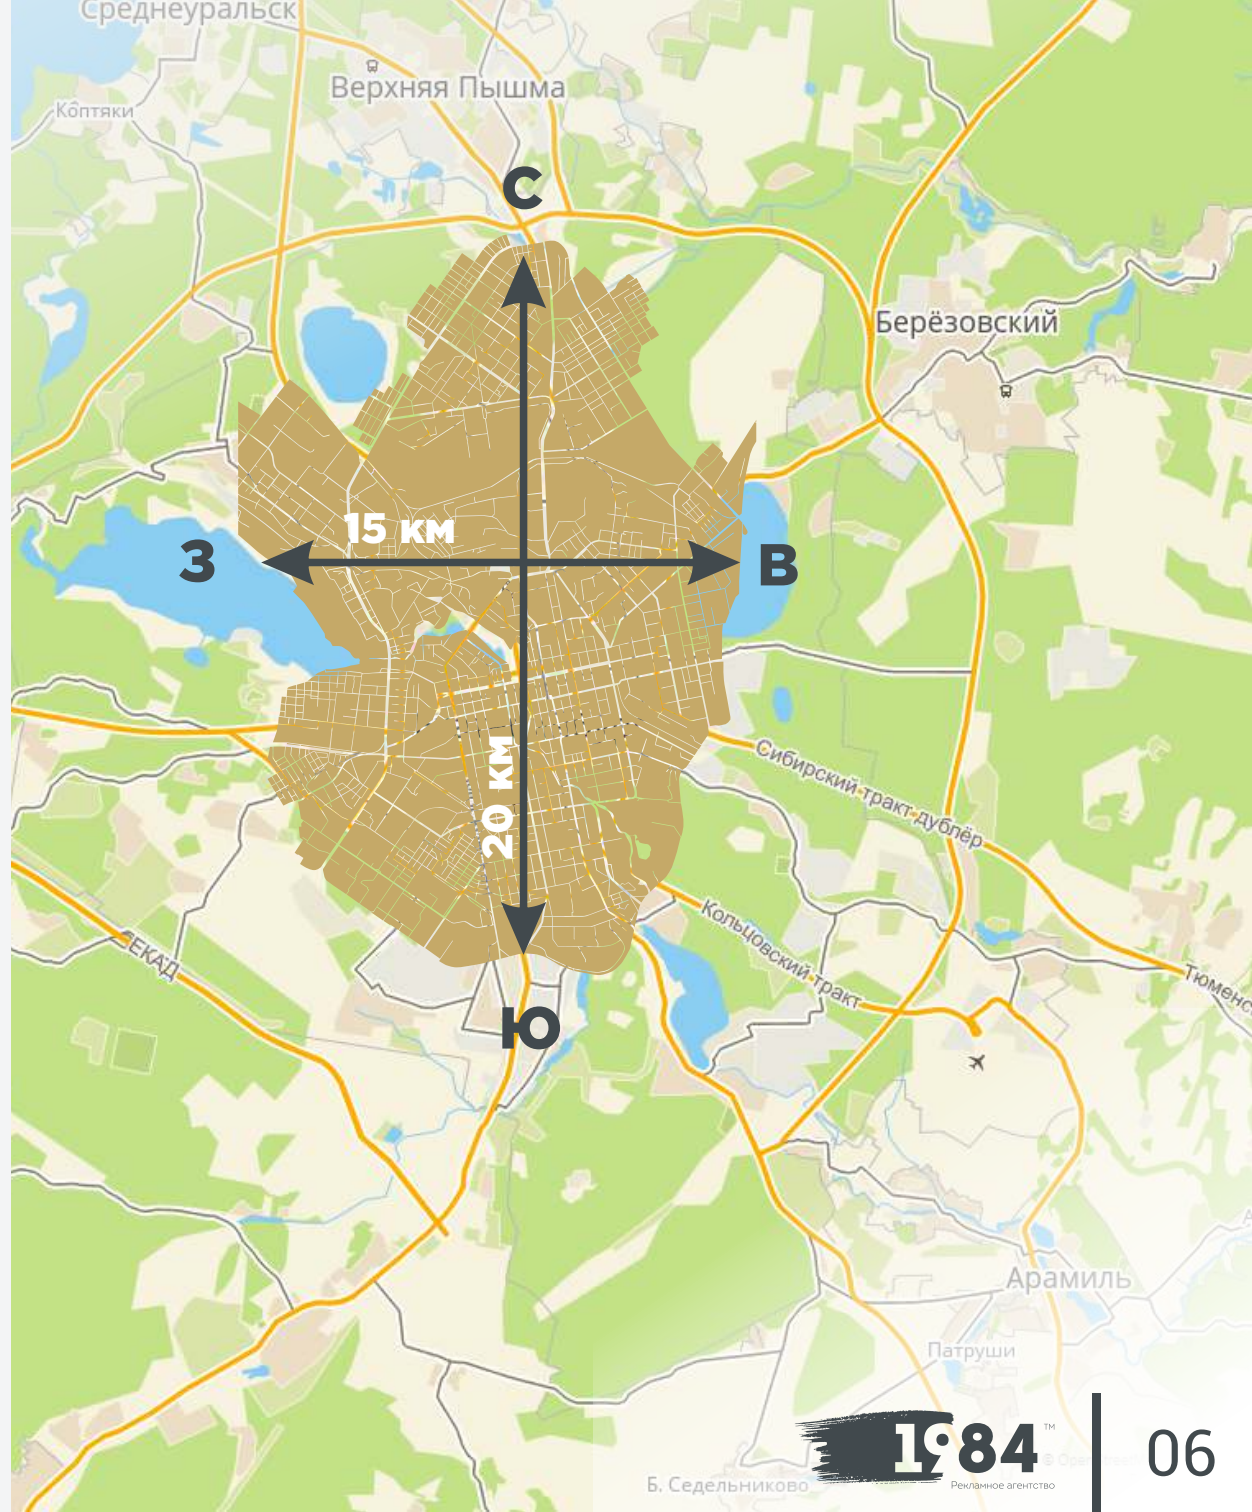 Среднеуральск
Верхняя Пышма
Коптяки
С
Берёзовский
15 км
З
В
20 км
Сибирский тракт дублёр
Кольцовский тракт
ЕКАД
Ю
Арамиль
Патруши
1984 ™
Рекламное агентство
06
Б. Седельниково